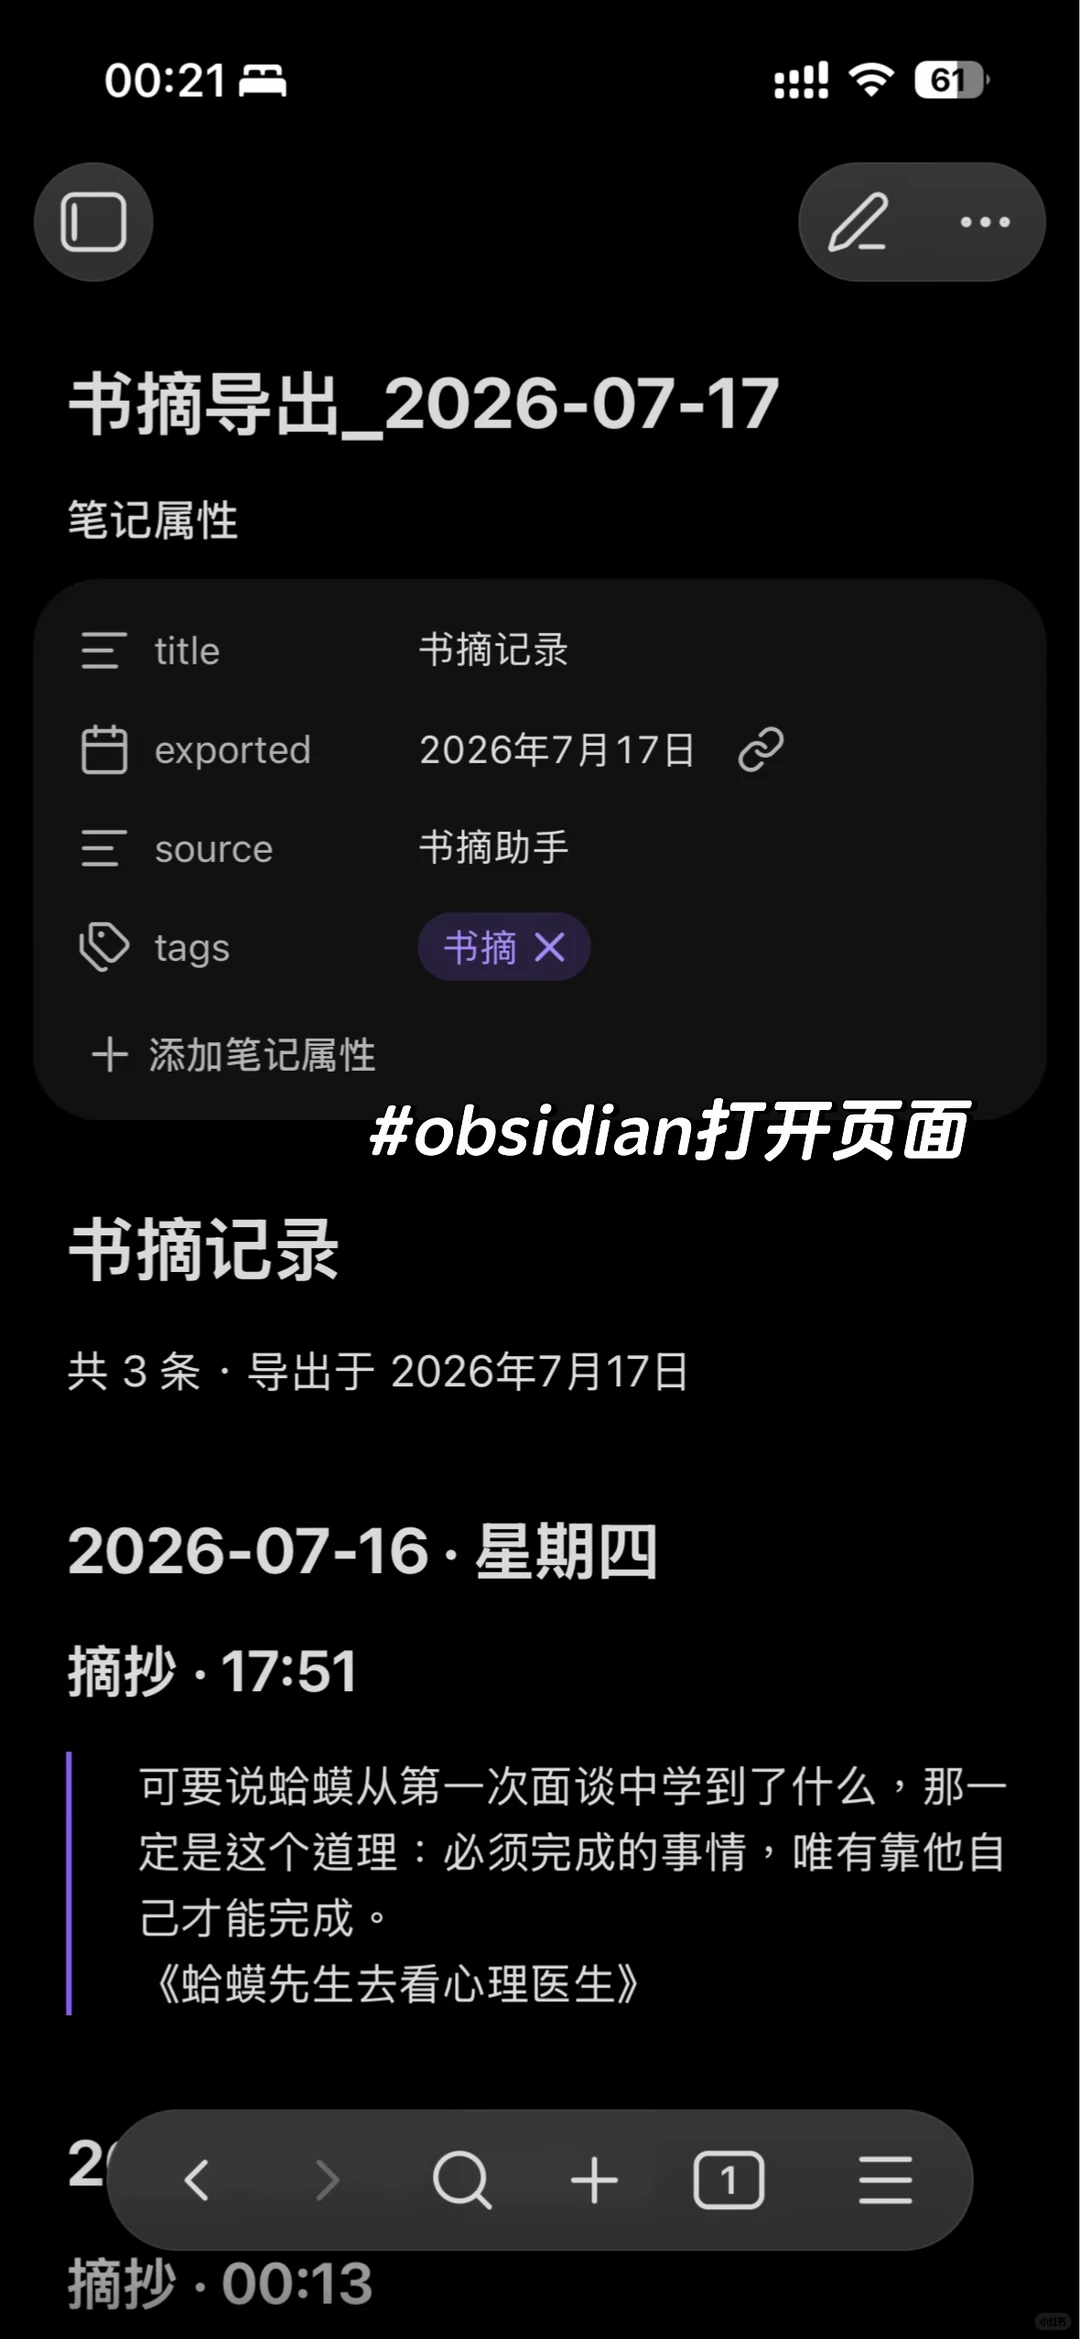 00:21
61
书摘导出_2026-07-17
笔记属性
title 书摘记录
exported 2026年7月17日
source 书摘助手
tags 书摘
添加笔记属性
#obsidian打开页面
书摘记录
共 3 条 · 导出于 2026年7月17日
2026-07-16 · 星期四
摘抄 · 17:51
可要说蛤蟆从第一次面谈中学到了什么，那一
定是这个道理：必须完成的事情，唯有靠他自
己才能完成。
《蛤蟆先生去看心理医生》
1
摘抄 · 00:13
小红书